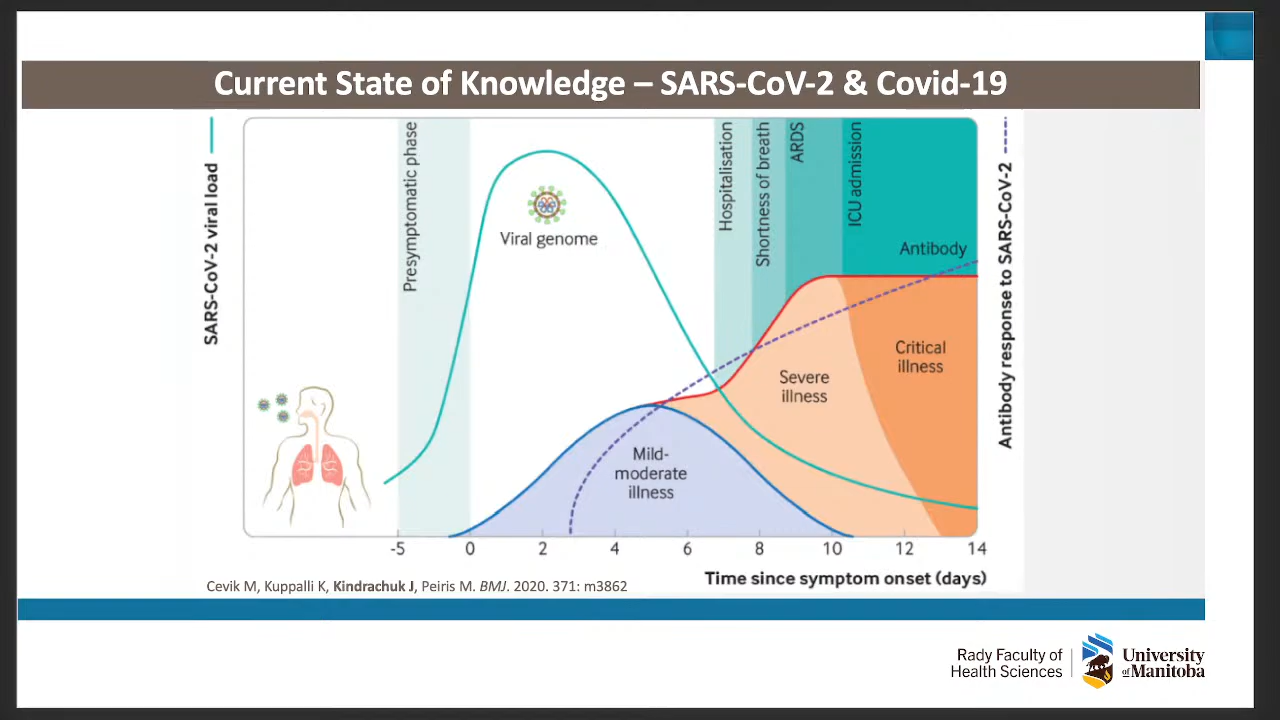 Current State of Knowledge – SARS-CoV-2 & Covid-19
SARS-CoV-2 viral load
Presymptomatic phase
Viral genome
Hospitalisation
Shortness of breath
ARDS
ICU admission
Antibody
Antibody response to SARS-CoV-2
Mild-
moderate
illness
Severe
illness
Critical
illness
-5 0 2 4 6 8 10 12 14
Time since symptom onset (days)
Cevik M, Kuppalli K, Kindrachuk J, Peiris M. BMJ. 2020. 371: m3862
Rady Faculty of
Health Sciences
University
of Manitoba